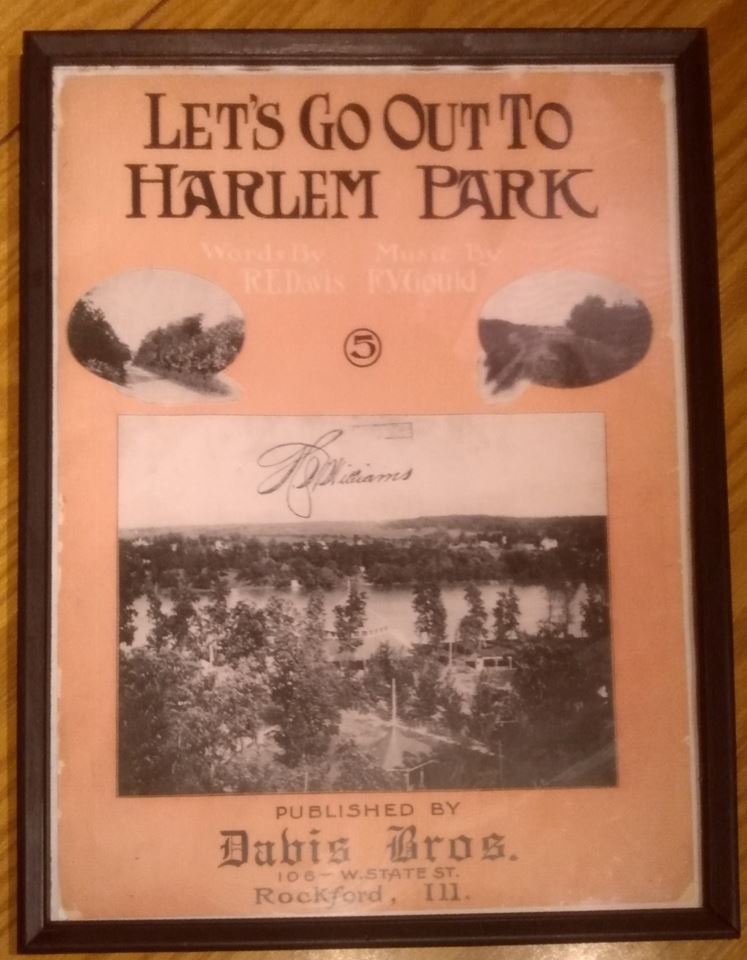 LET'S GO OUT TO
HARLEM PARK
Words By Music By
R.E. Davis F.V. Gould
5
Williams
PUBLISHED BY
Davis Bros.
106 - W. STATE ST.
Rockford, Ill.